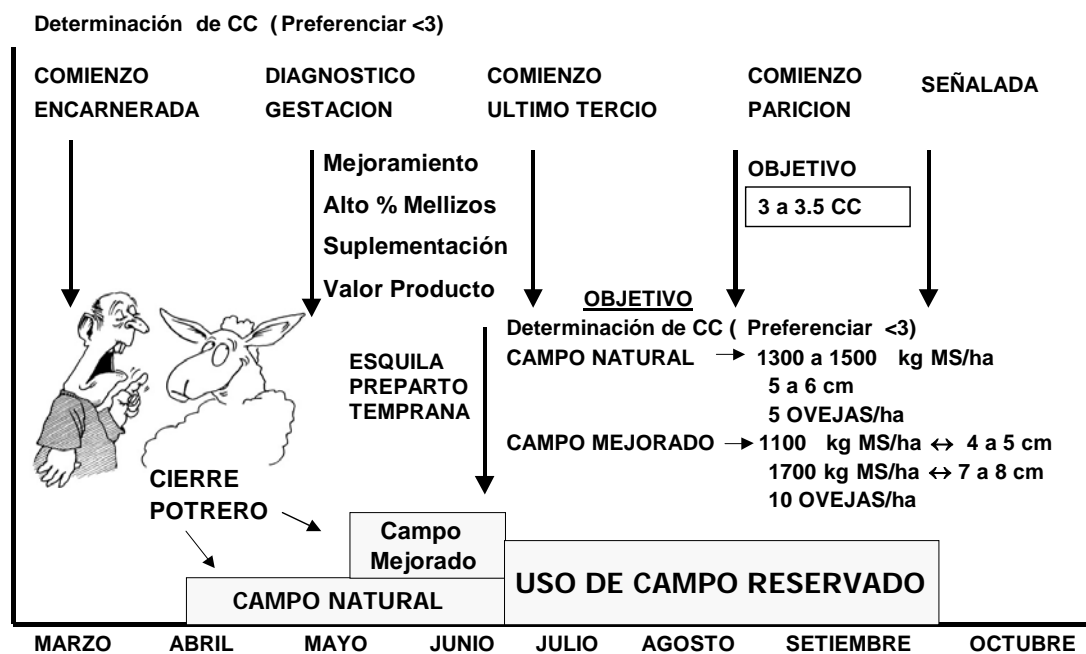 Determinación de CC ( Preferenciar <3)
COMIENZO
ENCARNERADA
DIAGNOSTICO
GESTACION
COMIENZO
ULTIMO TERCIO
COMIENZO
PARICION
SEÑALADA
Mejoramiento
Alto % Mellizos
Suplementación
Valor Producto
OBJETIVO
3 a 3.5 CC
ESQUILA
PREPARTO
TEMPRANA
OBJETIVO
Determinación de CC ( Preferenciar <3)
CAMPO NATURAL → 1300 a 1500 kg MS/ha
5 a 6 cm
5 OVEJAS/ha
CAMPO MEJORADO → 1100 kg MS/ha ↔ 4 a 5 cm
1700 kg MS/ha ↔ 7 a 8 cm
10 OVEJAS/ha
CIERRE
POTRERO
Campo
Mejorado
CAMPO NATURAL
USO DE CAMPO RESERVADO
MARZO ABRIL MAYO JUNIO JULIO AGOSTO SETIEMBRE OCTUBRE